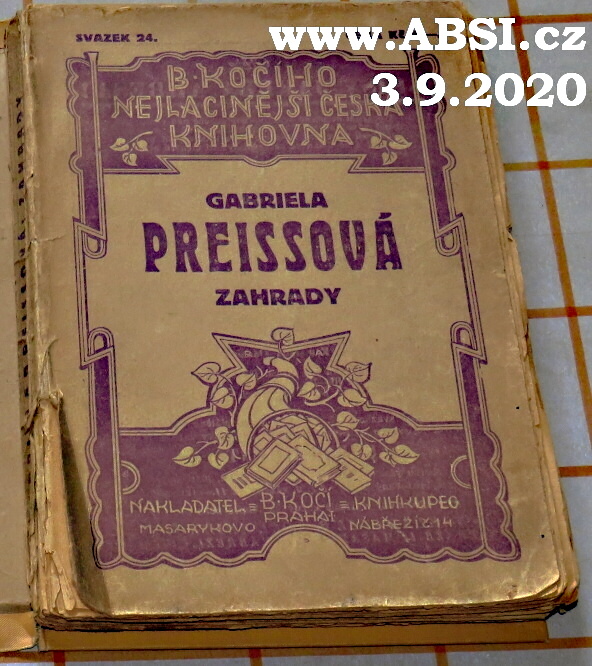 SVAZEK 24.
www.ABSI.cz
3.9.2020
B. KOČÍHO
NEJLACINĚJŠÍ ČESKÁ
KNIHOVNA
GABRIELA
PREISSOVÁ
ZAHRADY
NAKLADATEL B. KOČÍ KNIHKUPEC
PRAHA I
MASARYKOVO NÁBŘEŽÍ Č. 14
ZAHRADY